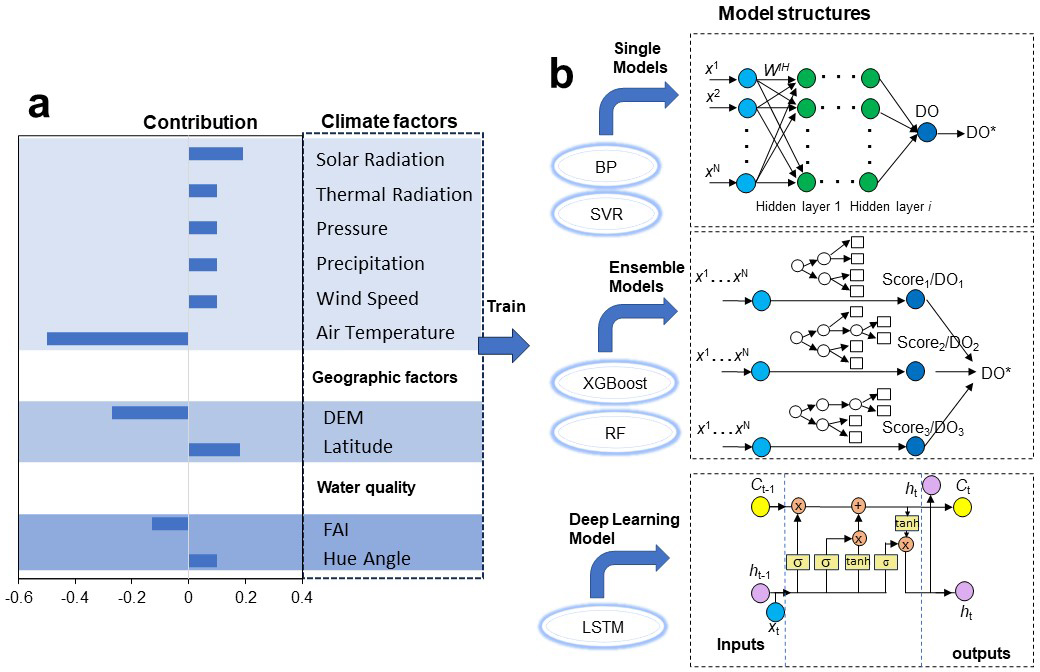 a
Contribution
Climate factors
Solar Radiation
Thermal Radiation
Pressure
Precipitation
Wind Speed
Air Temperature
Geographic factors
DEM
Latitude
Water quality
FAI
Hue Angle
-0.6 -0.4 -0.2 0 0.2 0.4
Train
b
Model structures
Single
Models
BP
SVR
x¹
x²
xᴺ
Wᴵᴴ
DO
DO*
Hidden layer 1 Hidden layer i
Ensemble
Models
XGBoost
RF
x¹...xᴺ
Score₁/DO₁
x¹...xᴺ
Score₂/DO₂
DO*
x¹...xᴺ
Score₃/DO₃
Deep Learning
Model
LSTM
Cₜ₋₁
hₜ
Cₜ
x
+
tanh
x
x
σ
σ
tanh
σ
hₜ₋₁
xₜ
hₜ
Inputs
outputs